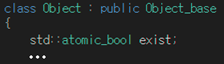 class Object : public Object_base
{
std::atomic_bool exist;
•••